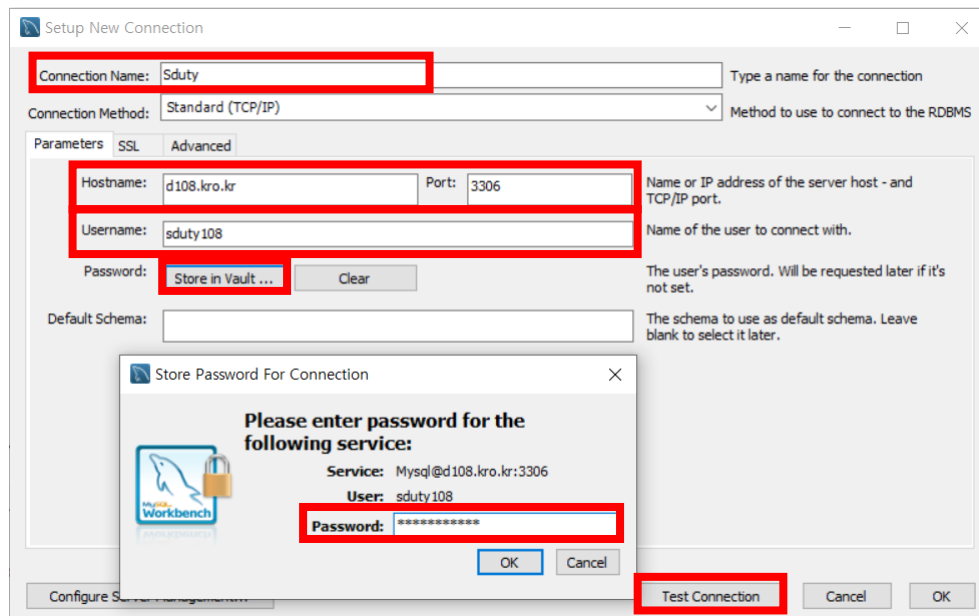 Setup New Connection
Connection Name: Sduty Type a name for the connection
Connection Method: Standard (TCP/IP) Method to use to connect to the RDBMS
Parameters SSL Advanced
Hostname: d108.kro.kr Port: 3306 Name or IP address of the server host - and
TCP/IP port.
Username: sduty108 Name of the user to connect with.
Password: Store in Vault ... Clear The user's password. Will be requested later if it's
not set.
Default Schema: The schema to use as default schema. Leave
blank to select it later.
Store Password For Connection
Please enter password for the
following service:
Service: Mysql@d108.kro.kr:3306
User: sduty108
Password: ***********
MySQL
Workbench
OK Cancel
Configure Test Connection Cancel OK